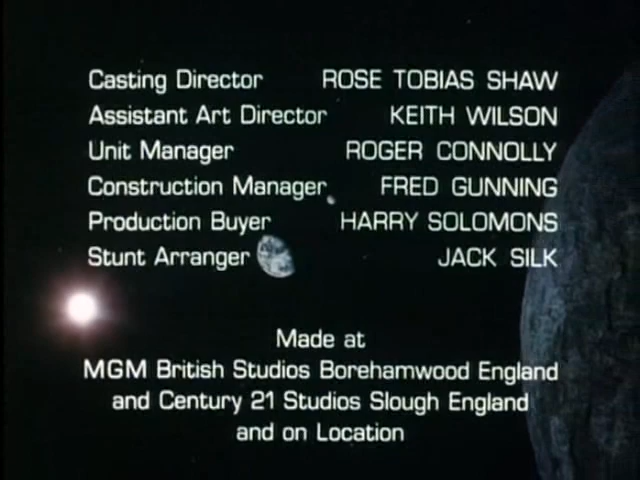 Casting Director ROSE TOBIAS SHAW
Assistant Art Director KEITH WILSON
Unit Manager ROGER CONNOLLY
Construction Manager FRED GUNNING
Production Buyer HARRY SOLOMONS
Stunt Arranger JACK SILK
Made at
MGM British Studios Borehamwood England
and Century 21 Studios Slough England
and on Location